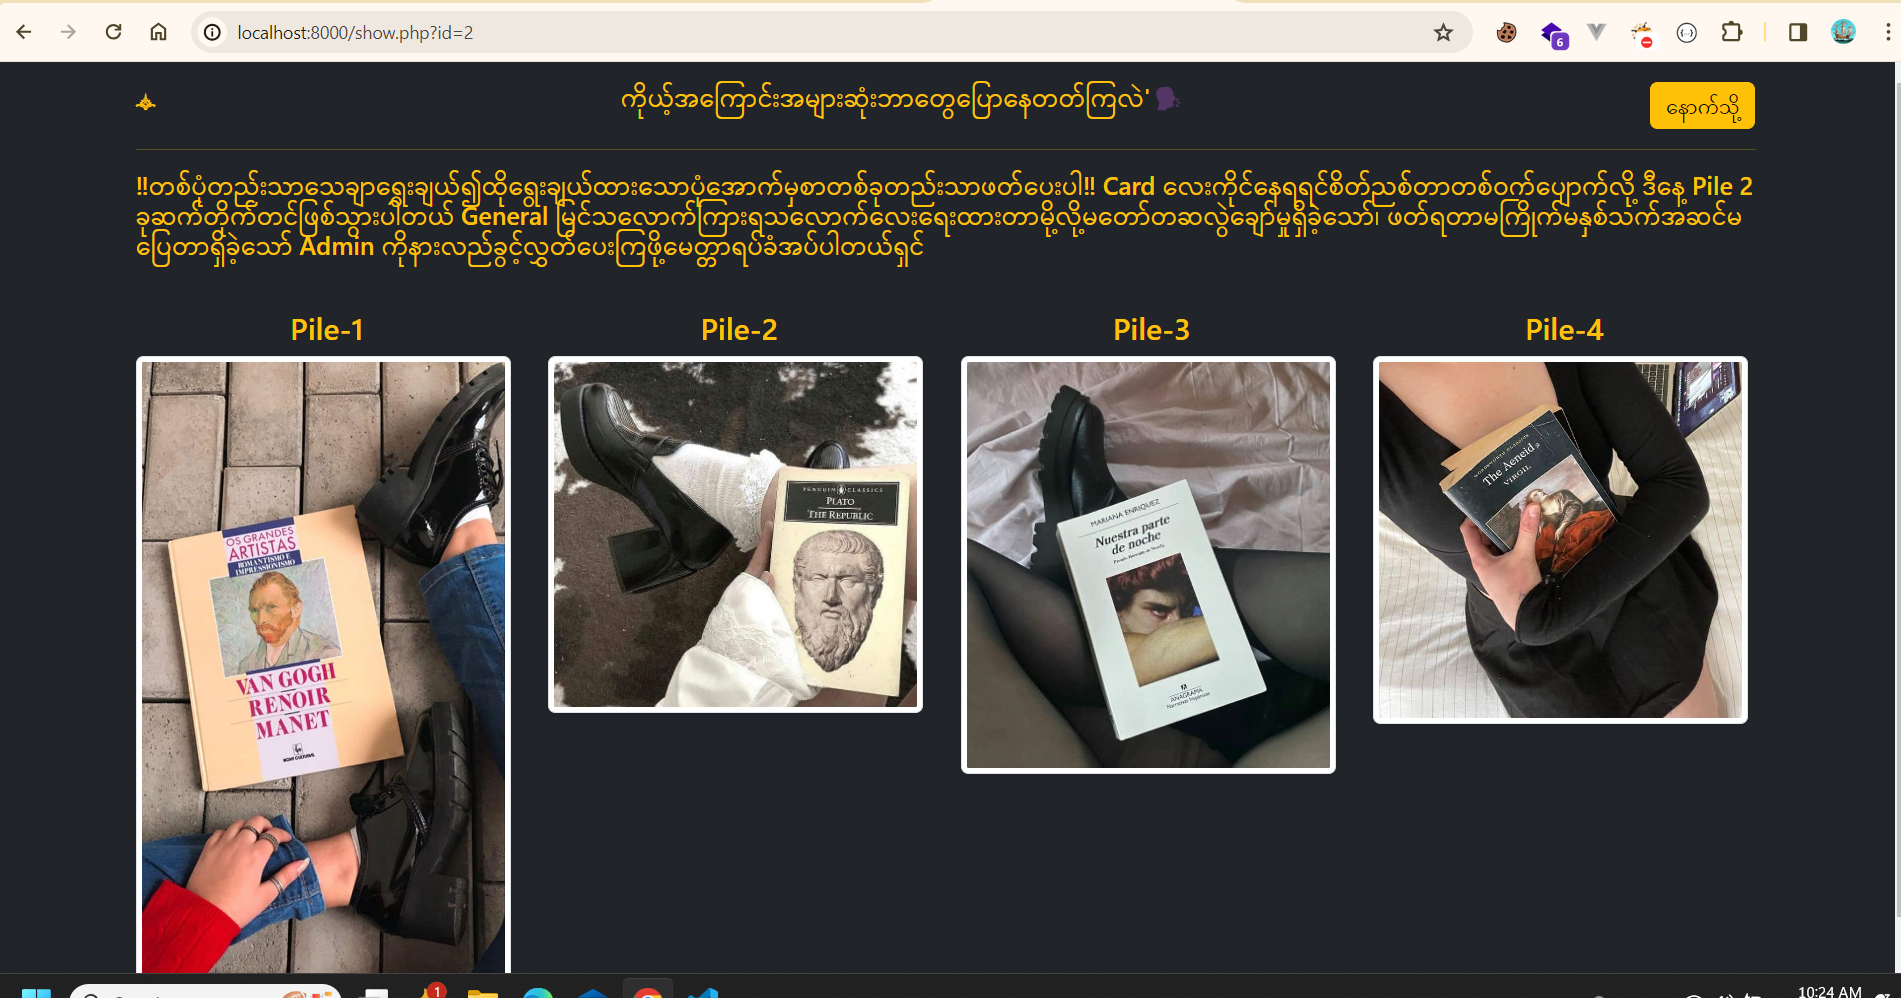 localhost:8000/show.php?id=2
6
ကိုယ့်အကြောင်းအများဆုံးဘာတွေပြောနေတတ်ကြလဲ'
နောက်သို့
‼တစ်ပုံတည်းသာသေချာရွေးချယ်၍ထိုရွေးချယ်ထားသောပုံအောက်မှစာတစ်ခုတည်းသာဖတ်ပေးပါ‼ Card လေးကိုင်နေရရင်စိတ်ညစ်တာတစ်ဝက်ပျောက်လို့ ဒီနေ့ Pile 2
ခုဆက်တိုက်တင်ဖြစ်သွားပါတယ် General မြင်သလောက်ကြားရသလောက်လေးရေးထားတာမို့လို့မတော်တဆလွဲချော်မှုရှိခဲ့သော်၊ ဖတ်ရတာမကြိုက်မနှစ်သက်အဆင်မ
ပြေတာရှိခဲ့သော် Admin ကိုနားလည်ခွင့်လွှတ်ပေးကြဖို့မေတ္တာရပ်ခံအပ်ပါတယ်ရှင်
Pile-1
Pile-2
Pile-3
Pile-4
OS GRANDES
ARTISTAS
ROMANTISMO E
IMPRESSIONISMO
VAN GOGH
RENOIR
MANET
PENGUIN CLASSICS
PLATO
THE REPUBLIC
MARIANA ENRIQUEZ
Nuestra parte
de noche
ANAGRAMA
Narrativas hispánicas
The Aeneid
VIRGIL
1
10:24 AM